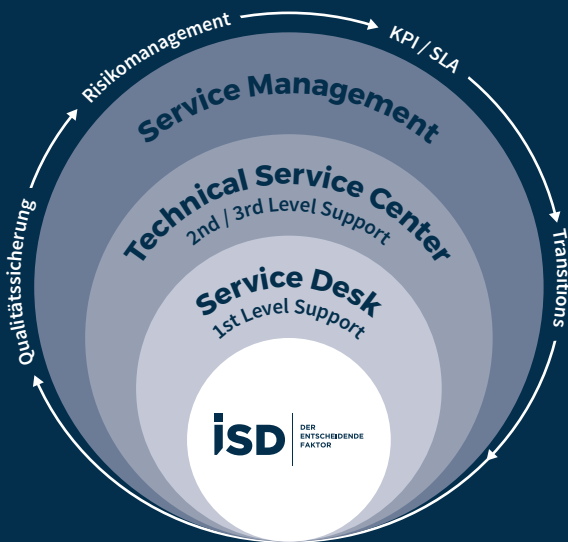 Risikomanagement
KPI / SLA
Qualitätssicherung
Transitions
Service Management
Technical Service Center
2nd / 3rd Level Support
Service Desk
1st Level Support
iSD
DER
ENTSCHEIDENDE
FAKTOR